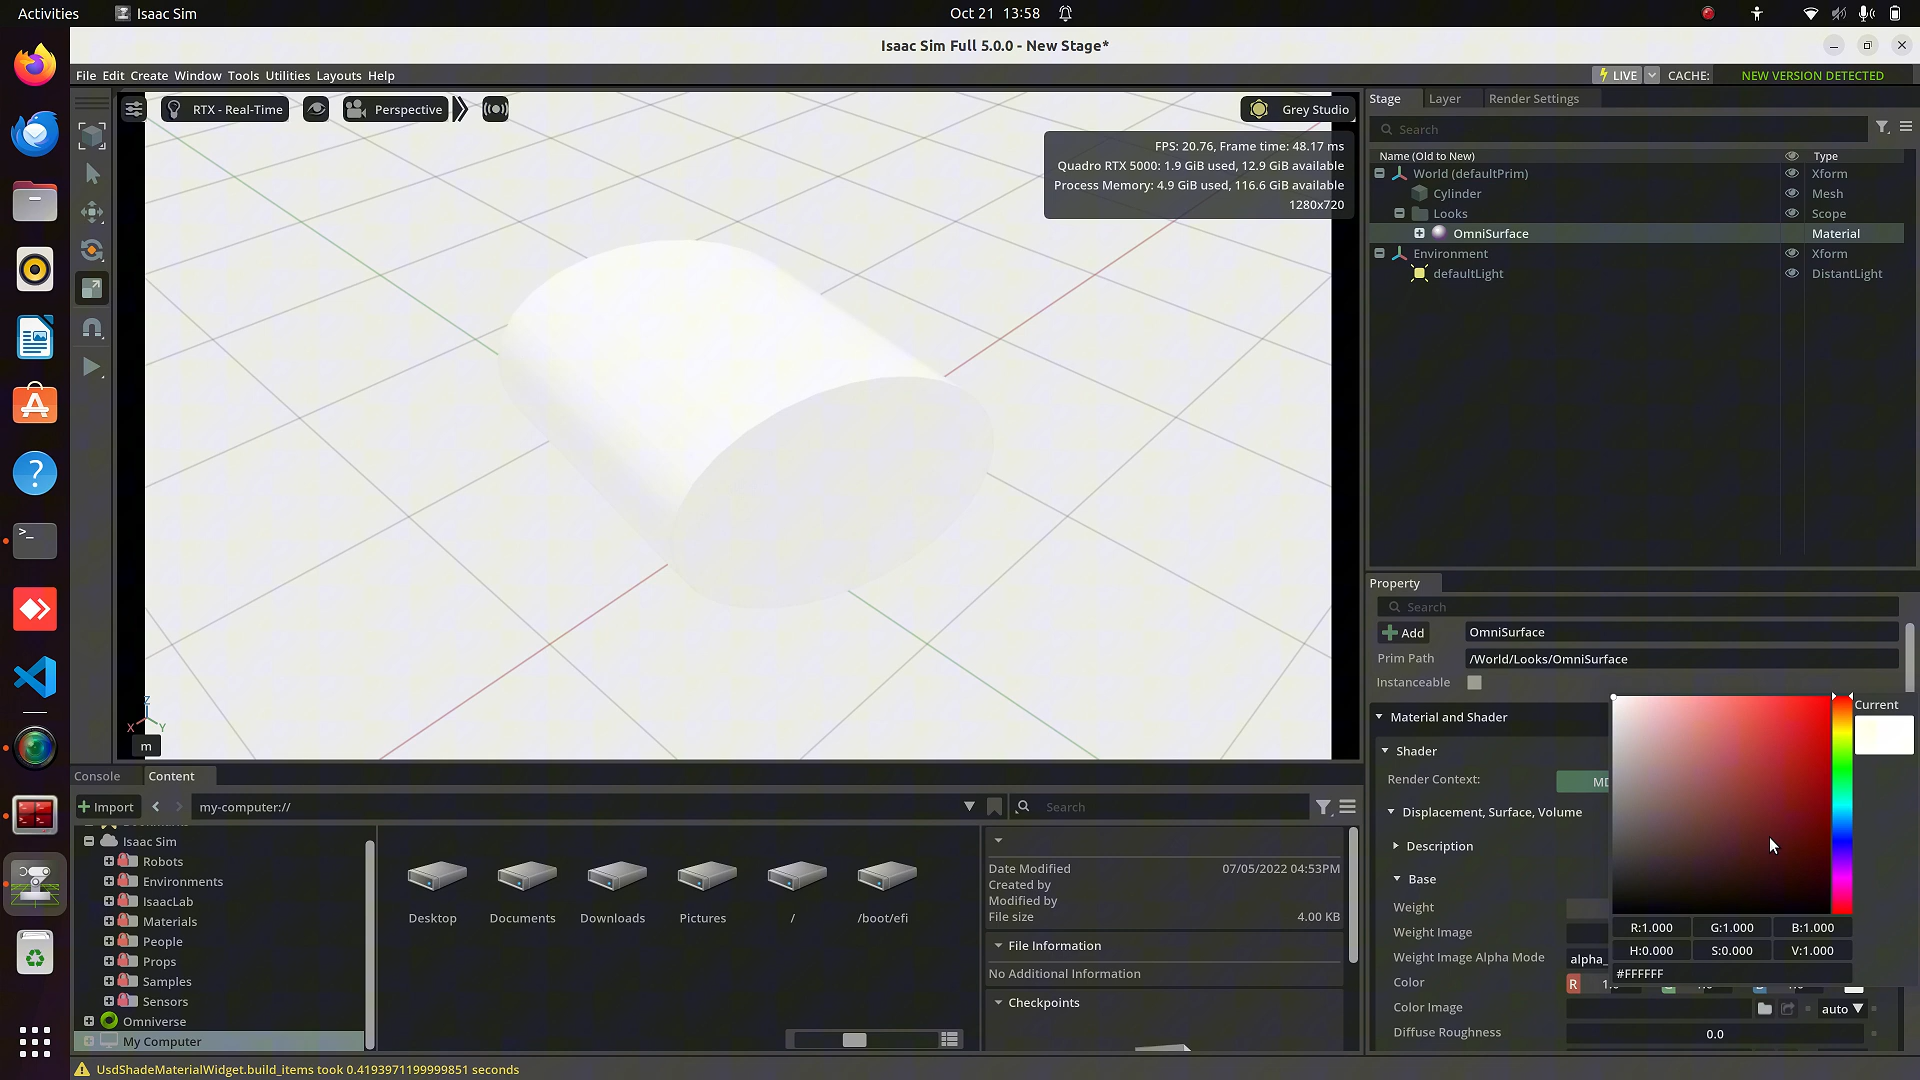 Activities
Isaac Sim
Oct 21 13:58
Isaac Sim Full 5.0.0 - New Stage*
File Edit Create Window Tools Utilities Layouts Help
LIVE
CACHE:
NEW VERSION DETECTED
RTX - Real-Time
Perspective
Grey Studio
FPS: 20.76, Frame time: 48.17 ms
Quadro RTX 5000: 1.9 GiB used, 12.9 GiB available
Process Memory: 4.9 GiB used, 116.6 GiB available
1280x720
Z
X
Y
m
Stage
Layer
Render Settings
Search
Name (Old to New)
Type
World (defaultPrim)
Xform
Cylinder
Mesh
Looks
Scope
OmniSurface
Material
Environment
Xform
defaultLight
DistantLight
Property
Search
Add
OmniSurface
Prim Path
/World/Looks/OmniSurface
Instanceable
Material and Shader
Shader
Render Context:
Displacement, Surface, Volume
Description
Base
Weight
Weight Image
Weight Image Alpha Mode
alpha_
Color
R
Color Image
auto
Diffuse Roughness
0.0
Current
R:1.000
G:1.000
B:1.000
H:0.000
S:0.000
V:1.000
#FFFFFF
Console
Content
Import
my-computer://
Search
Isaac Sim
Robots
Environments
IsaacLab
Materials
People
Props
Samples
Sensors
Omniverse
My Computer
Desktop
Documents
Downloads
Pictures
/
/boot/efi
Date Modified
07/05/2022 04:53PM
Created by
Modified by
File size
4.00 KB
File Information
No Additional Information
Checkpoints
UsdShadeMaterialWidget.build_items took 0.4193971199999851 seconds